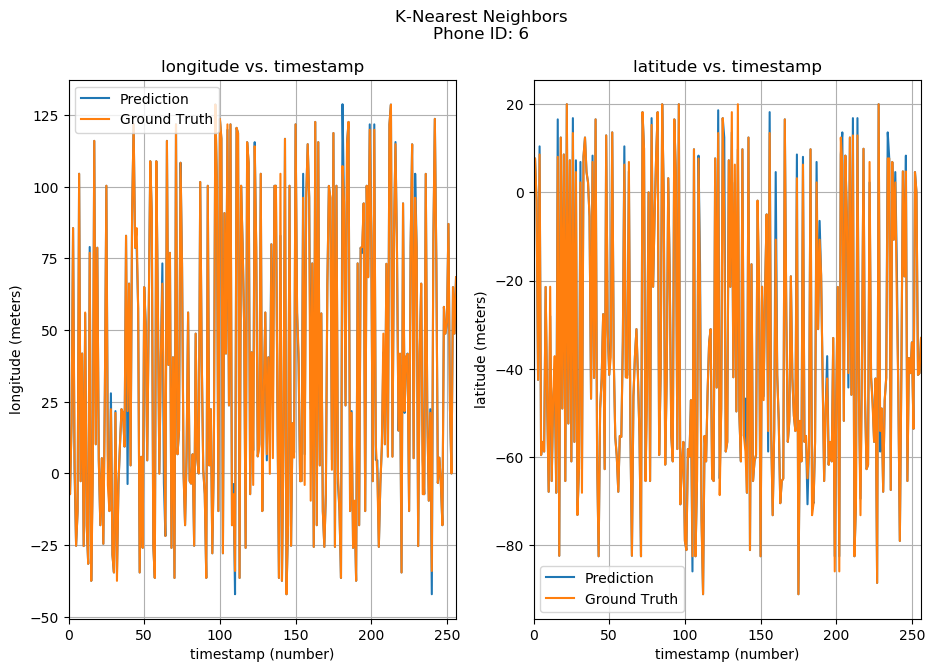 K-Nearest Neighbors
Phone ID: 6
longitude vs. timestamp
Prediction
Ground Truth
125
100
75
50
25
0
−25
−50
longitude (meters)
0
50
100
150
200
250
timestamp (number)
latitude vs. timestamp
20
0
−20
−40
−60
−80
latitude (meters)
Prediction
Ground Truth
0
50
100
150
200
250
timestamp (number)